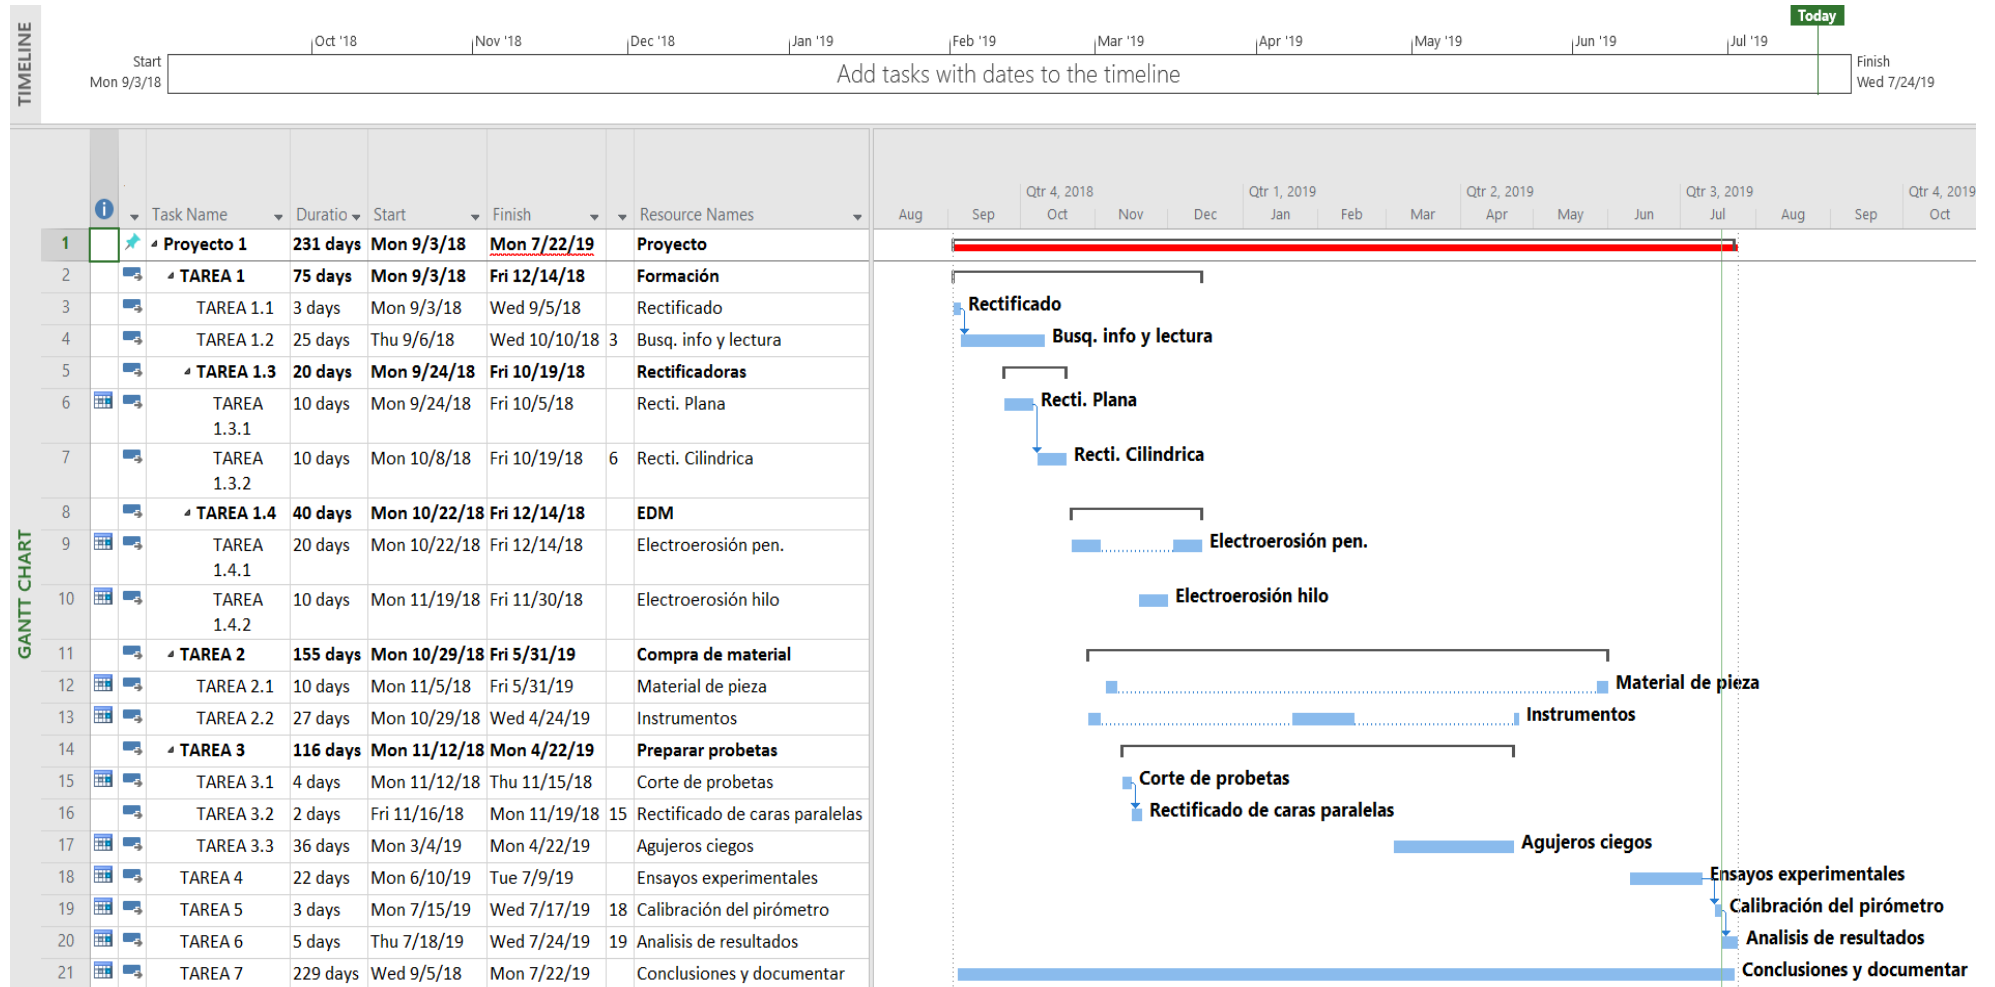 TIMELINE
Today
Oct '18 Nov '18 Dec '18 Jan '19 Feb '19 Mar '19 Apr '19 May '19 Jun '19 Jul '19
Start
Mon 9/3/18
Add tasks with dates to the timeline
Finish
Wed 7/24/19
GANTT CHART
Qtr 4, 2018 Qtr 1, 2019 Qtr 2, 2019 Qtr 3, 2019 Qtr 4, 2019
Task Name Duratio Start Finish Resource Names Aug Sep Oct Nov Dec Jan Feb Mar Apr May Jun Jul Aug Sep Oct
1 Proyecto 1 231 days Mon 9/3/18 Mon 7/22/19 Proyecto
2 TAREA 1 75 days Mon 9/3/18 Fri 12/14/18 Formación
3 TAREA 1.1 3 days Mon 9/3/18 Wed 9/5/18 Rectificado Rectificado
4 TAREA 1.2 25 days Thu 9/6/18 Wed 10/10/18 3 Busq. info y lectura Busq. info y lectura
5 TAREA 1.3 20 days Mon 9/24/18 Fri 10/19/18 Rectificadoras
6 TAREA 10 days Mon 9/24/18 Fri 10/5/18 Recti. Plana Recti. Plana
1.3.1
7 TAREA 10 days Mon 10/8/18 Fri 10/19/18 6 Recti. Cilindrica Recti. Cilindrica
1.3.2
8 TAREA 1.4 40 days Mon 10/22/18 Fri 12/14/18 EDM
9 TAREA 20 days Mon 10/22/18 Fri 12/14/18 Electroerosión pen. Electroerosión pen.
1.4.1
10 TAREA 10 days Mon 11/19/18 Fri 11/30/18 Electroerosión hilo Electroerosión hilo
1.4.2
11 TAREA 2 155 days Mon 10/29/18 Fri 5/31/19 Compra de material
12 TAREA 2.1 10 days Mon 11/5/18 Fri 5/31/19 Material de pieza Material de pieza
13 TAREA 2.2 27 days Mon 10/29/18 Wed 4/24/19 Instrumentos Instrumentos
14 TAREA 3 116 days Mon 11/12/18 Mon 4/22/19 Preparar probetas
15 TAREA 3.1 4 days Mon 11/12/18 Thu 11/15/18 Corte de probetas Corte de probetas
16 TAREA 3.2 2 days Fri 11/16/18 Mon 11/19/18 15 Rectificado de caras paralelas Rectificado de caras paralelas
17 TAREA 3.3 36 days Mon 3/4/19 Mon 4/22/19 Agujeros ciegos Agujeros ciegos
18 TAREA 4 22 days Mon 6/10/19 Tue 7/9/19 Ensayos experimentales Ensayos experimentales
19 TAREA 5 3 days Mon 7/15/19 Wed 7/17/19 18 Calibración del pirómetro Calibración del pirómetro
20 TAREA 6 5 days Thu 7/18/19 Wed 7/24/19 19 Analisis de resultados Analisis de resultados
21 TAREA 7 229 days Wed 9/5/18 Mon 7/22/19 Conclusiones y documentar Conclusiones y documentar